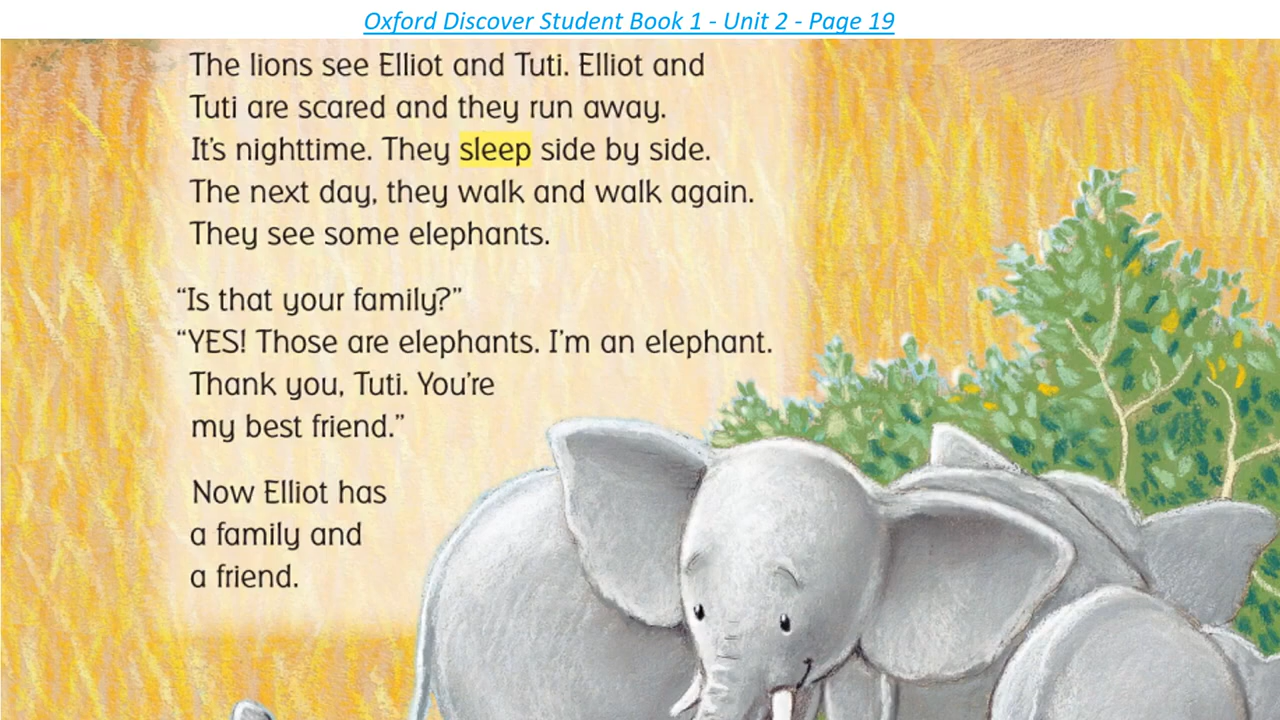 Oxford Discover Student Book 1 - Unit 2 - Page 19
The lions see Elliot and Tuti. Elliot and
Tuti are scared and they run away.
It's nighttime. They sleep side by side.
The next day, they walk and walk again.
They see some elephants.
“Is that your family?”
“YES! Those are elephants. I'm an elephant.
Thank you, Tuti. You're
my best friend.”
Now Elliot has
a family and
a friend.